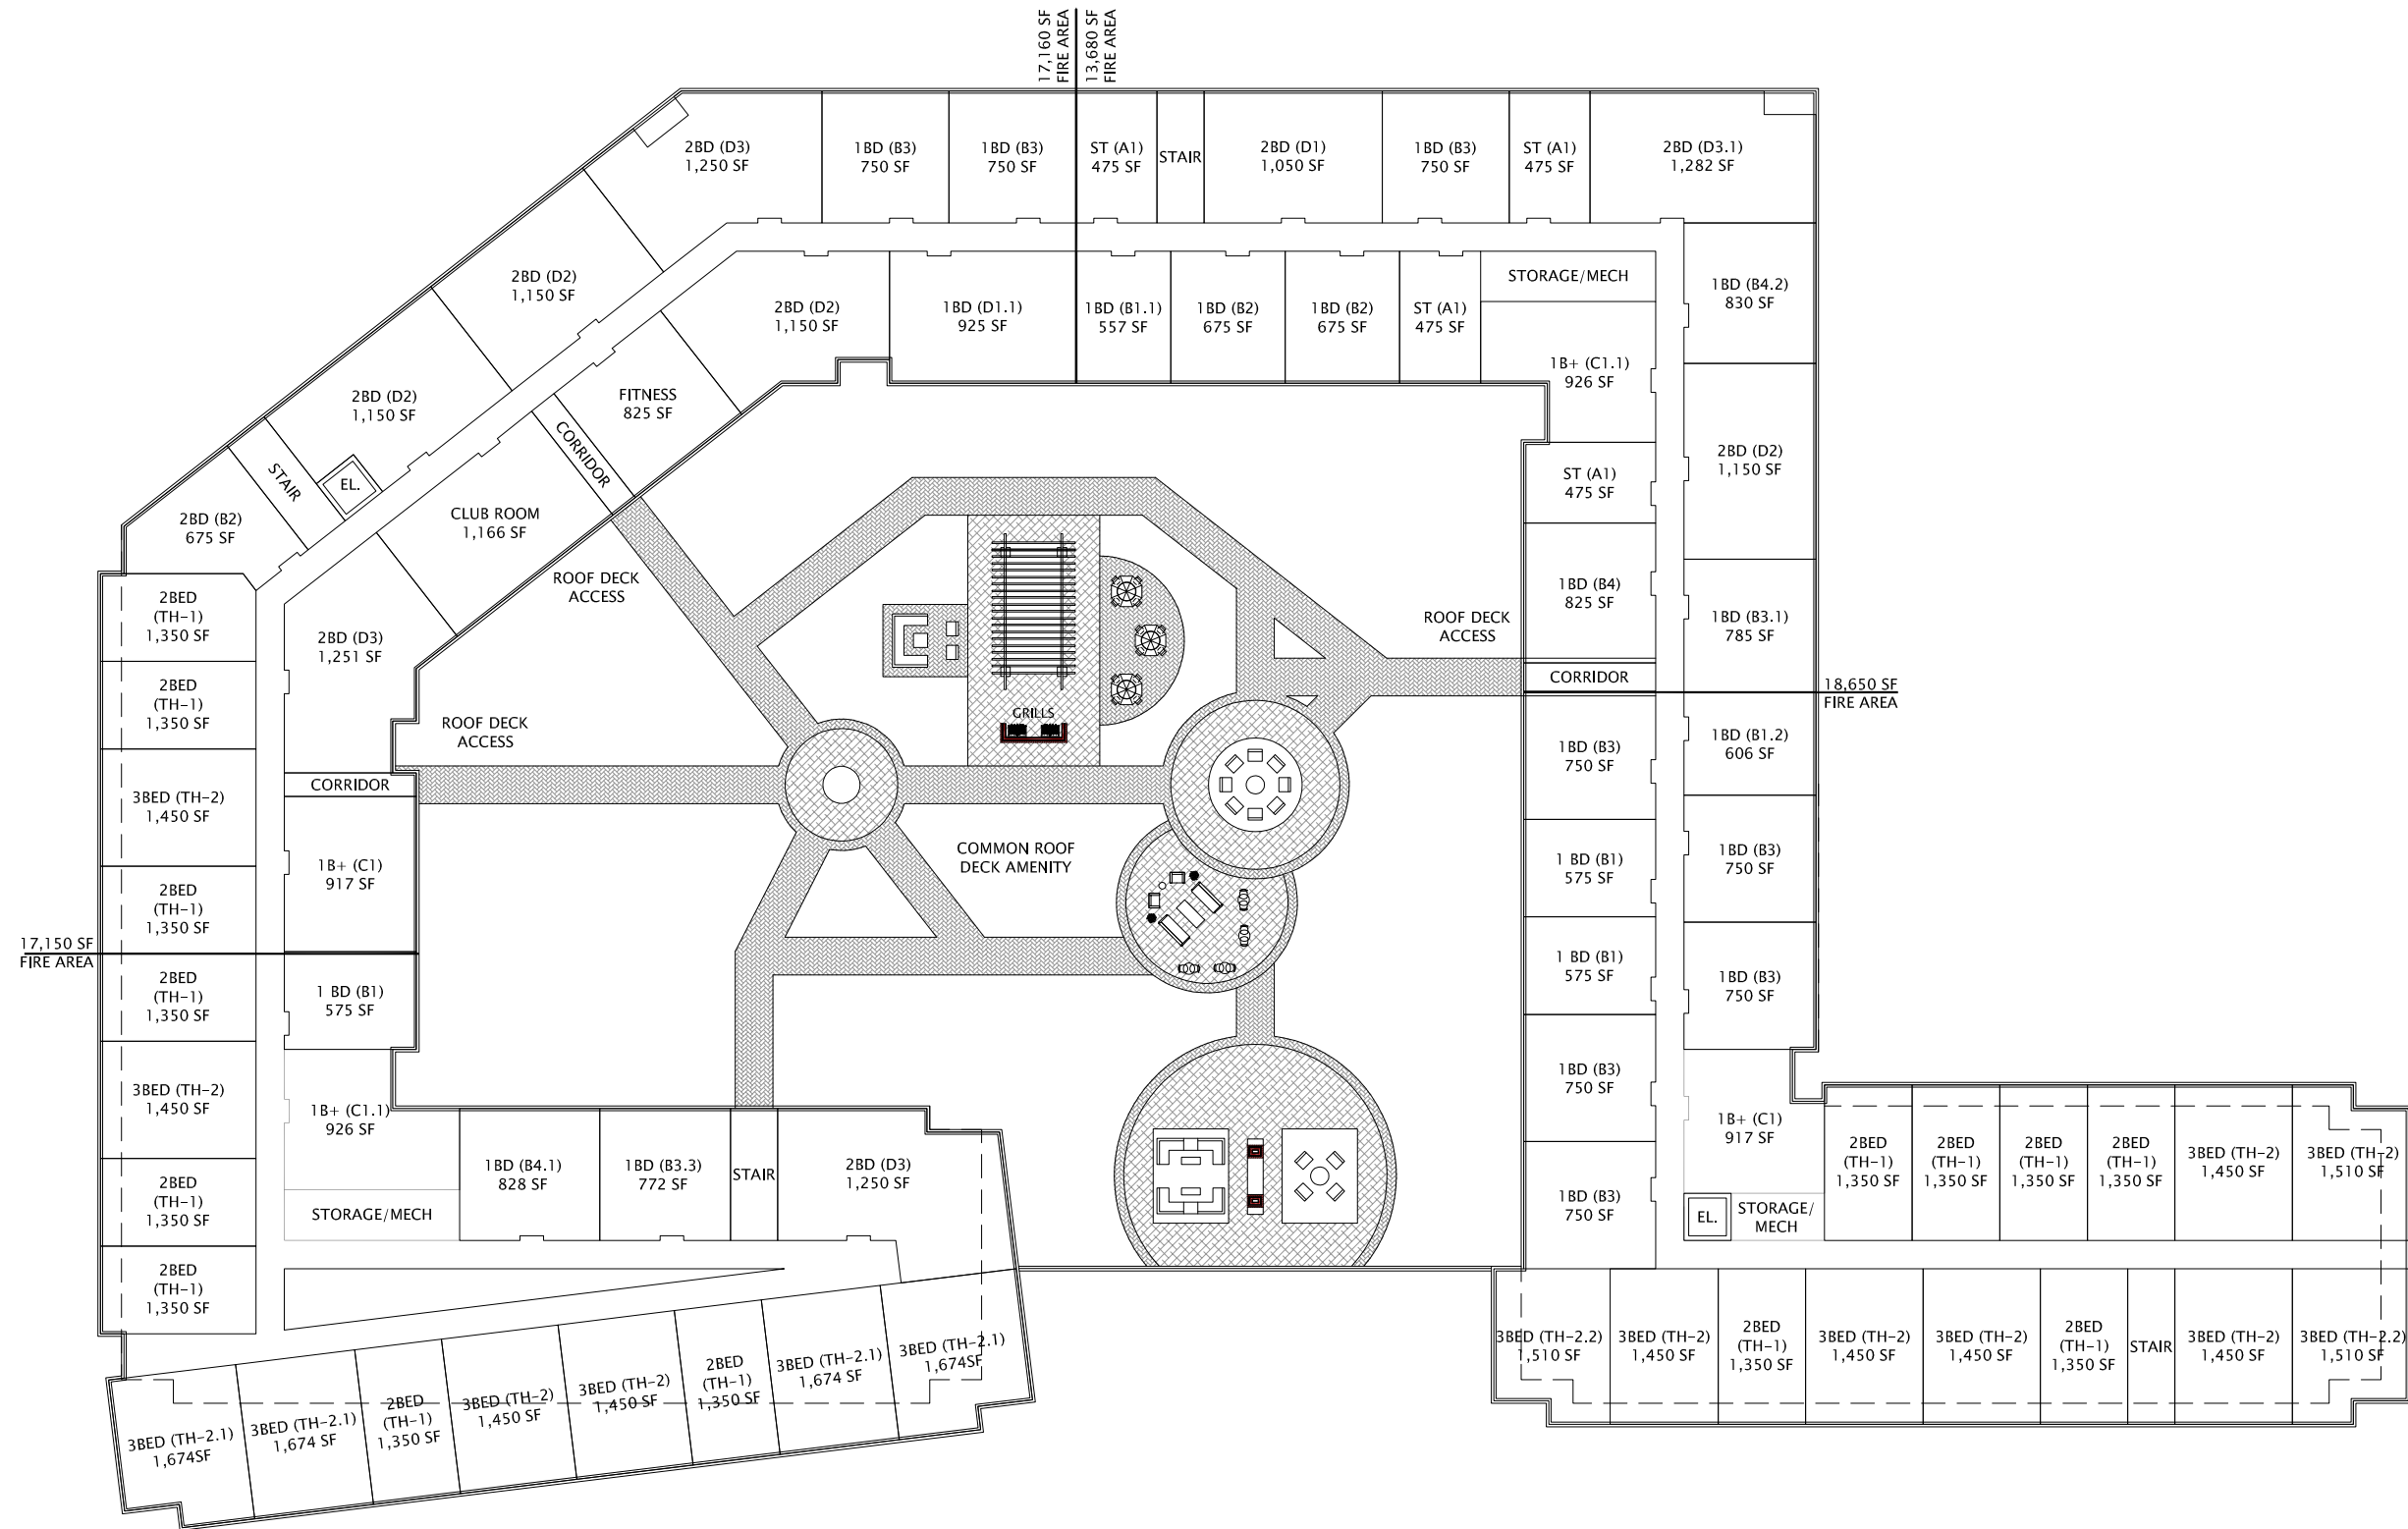 17,160 SF
FIRE AREA
13,680 SF
FIRE AREA
2BD (D3)
1,250 SF
1BD (B3)
750 SF
1BD (B3)
750 SF
ST (A1)
475 SF
STAIR
2BD (D1)
1,050 SF
1BD (B3)
750 SF
ST (A1)
475 SF
2BD (D3.1)
1,282 SF
2BD (D2)
1,150 SF
2BD (D2)
1,150 SF
1BD (D1.1)
925 SF
1BD (B1.1)
557 SF
1BD (B2)
675 SF
1BD (B2)
675 SF
ST (A1)
475 SF
STORAGE/MECH
1BD (B4.2)
830 SF
2BD (D2)
1,150 SF
FITNESS
825 SF
1B+ (C1.1)
926 SF
CORRIDOR
STAIR
EL.
2BD (B2)
675 SF
CLUB ROOM
1,166 SF
ST (A1)
475 SF
2BD (D2)
1,150 SF
2BED
(TH-1)
1,350 SF
2BD (D3)
1,251 SF
ROOF DECK
ACCESS
ROOF DECK
ACCESS
1BD (B4)
825 SF
1BD (B3.1)
785 SF
2BED
(TH-1)
1,350 SF
ROOF DECK
ACCESS
GRILLS
CORRIDOR
18,650 SF
FIRE AREA
3BED (TH-2)
1,450 SF
CORRIDOR
1BD (B3)
750 SF
1BD (B1.2)
606 SF
2BED
(TH-1)
1,350 SF
1B+ (C1)
917 SF
COMMON ROOF
DECK AMENITY
1 BD (B1)
575 SF
1BD (B3)
750 SF
17,150 SF
FIRE AREA
2BED
(TH-1)
1,350 SF
1 BD (B1)
575 SF
1 BD (B1)
575 SF
1BD (B3)
750 SF
3BED (TH-2)
1,450 SF
1B+ (C1.1)
926 SF
1BD (B3)
750 SF
1B+ (C1)
917 SF
2BED
(TH-1)
1,350 SF
2BED
(TH-1)
1,350 SF
2BED
(TH-1)
1,350 SF
2BED
(TH-1)
1,350 SF
3BED (TH-2)
1,450 SF
3BED (TH-2)
1,510 SF
2BED
(TH-1)
1,350 SF
1BD (B4.1)
828 SF
1BD (B3.3)
772 SF
STAIR
2BD (D3)
1,250 SF
STORAGE/MECH
1BD (B3)
750 SF
EL.
STORAGE/
MECH
2BED
(TH-1)
1,350 SF
3BED (TH-2.2)
1,510 SF
3BED (TH-2)
1,450 SF
2BED
(TH-1)
1,350 SF
3BED (TH-2)
1,450 SF
3BED (TH-2)
1,450 SF
2BED
(TH-1)
1,350 SF
STAIR
3BED (TH-2)
1,450 SF
3BED (TH-2.2)
1,510 SF
3BED (TH-2.1)
1,674SF
3BED (TH-2.1)
1,674 SF
2BED
(TH-1)
1,350 SF
3BED (TH-2)
1,450 SF
3BED (TH-2)
1,450 SF
2BED
(TH-1)
1,350 SF
3BED (TH-2.1)
1,674 SF
3BED (TH-2.1)
1,674SF